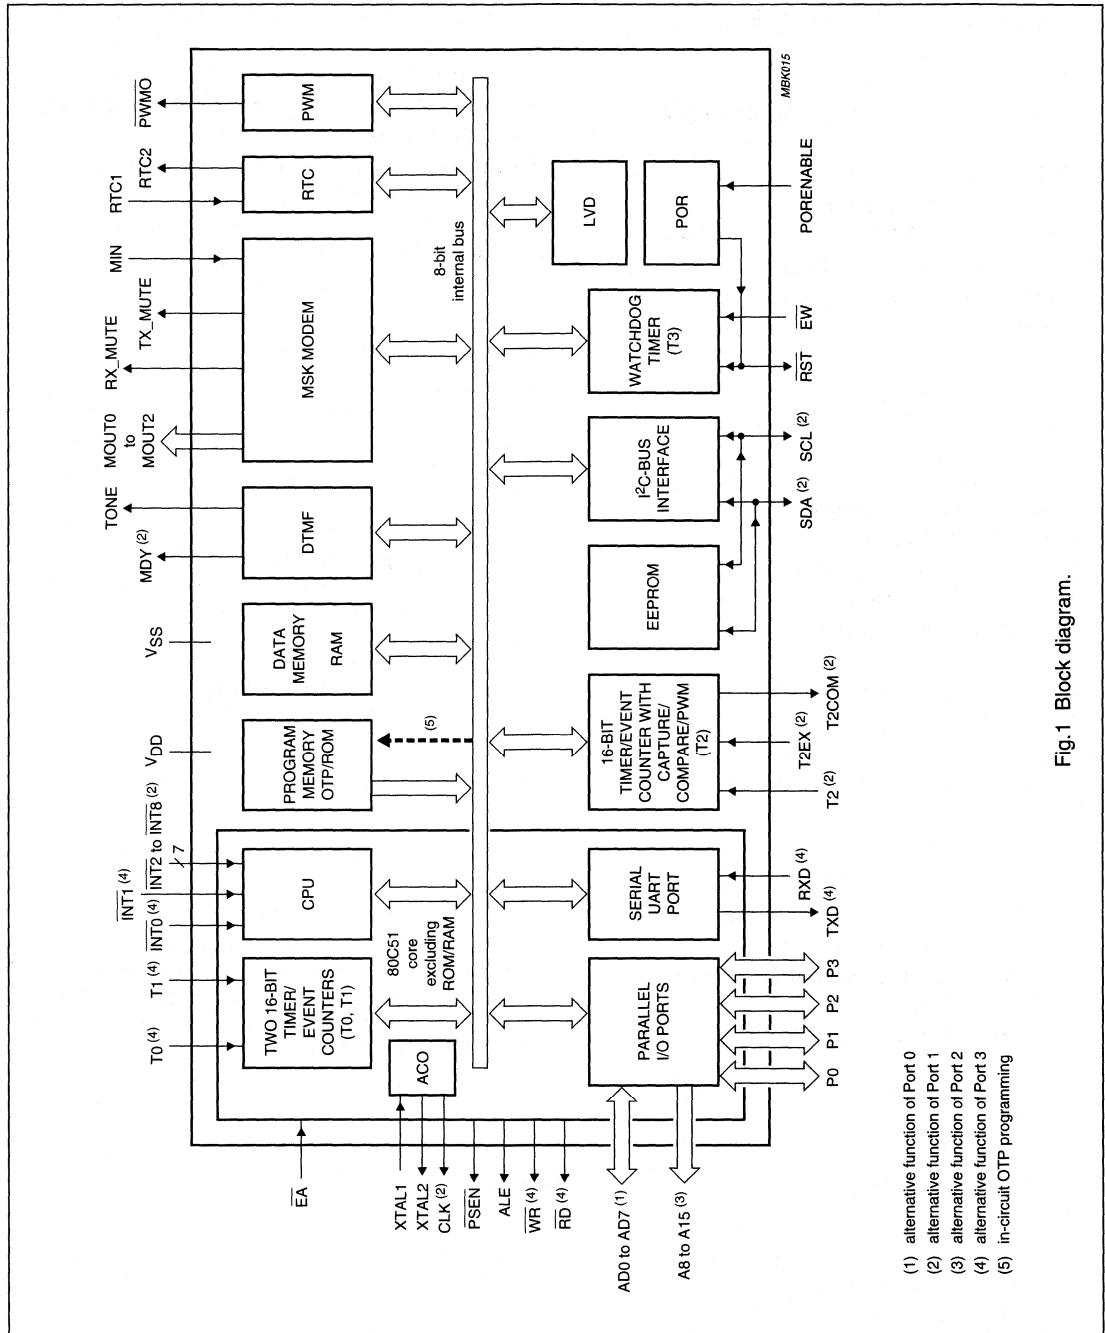 EA
T0 (4)
T1 (4)
INT0 (4)
INT1 (4)
INT2 to INT8 (2)
7
VDD
VSS
MDY (2)
TONE
MOUT0
to
MOUT2
RX_MUTE
TX_MUTE
MIN
RTC1
RTC2
PWM0
TWO 16-BIT
TIMER/
EVENT
COUNTERS
(T0, T1)
CPU
PROGRAM
MEMORY
OTP/ROM
DATA
MEMORY
RAM
DTMF
MSK MODEM
RTC
PWM
XTAL1
XTAL2
CLK (2)
PSEN
ALE
WR (4)
RD (4)
AD0 to AD7 (1)
A8 to A15 (3)
ACO
80C51
core
excluding
ROM/RAM
(5)
8-bit
internal bus
PARALLEL
I/O PORTS
SERIAL
UART
PORT
16-BIT
TIMER/EVENT
COUNTER WITH
CAPTURE/
COMPARE/PWM
(T2)
EEPROM
I2C-BUS
INTERFACE
WATCHDOG
TIMER
(T3)
LVD
POR
P0
P1
P2
P3
TXD (4)
RXD (4)
T2 (2)
T2EX (2)
T2COM (2)
SDA (2)
SCL (2)
RST
EW
PORENABLE
MBK015
(1) alternative function of Port 0
(2) alternative function of Port 1
(3) alternative function of Port 2
(4) alternative function of Port 3
(5) in-circuit OTP programming
Fig.1 Block diagram.